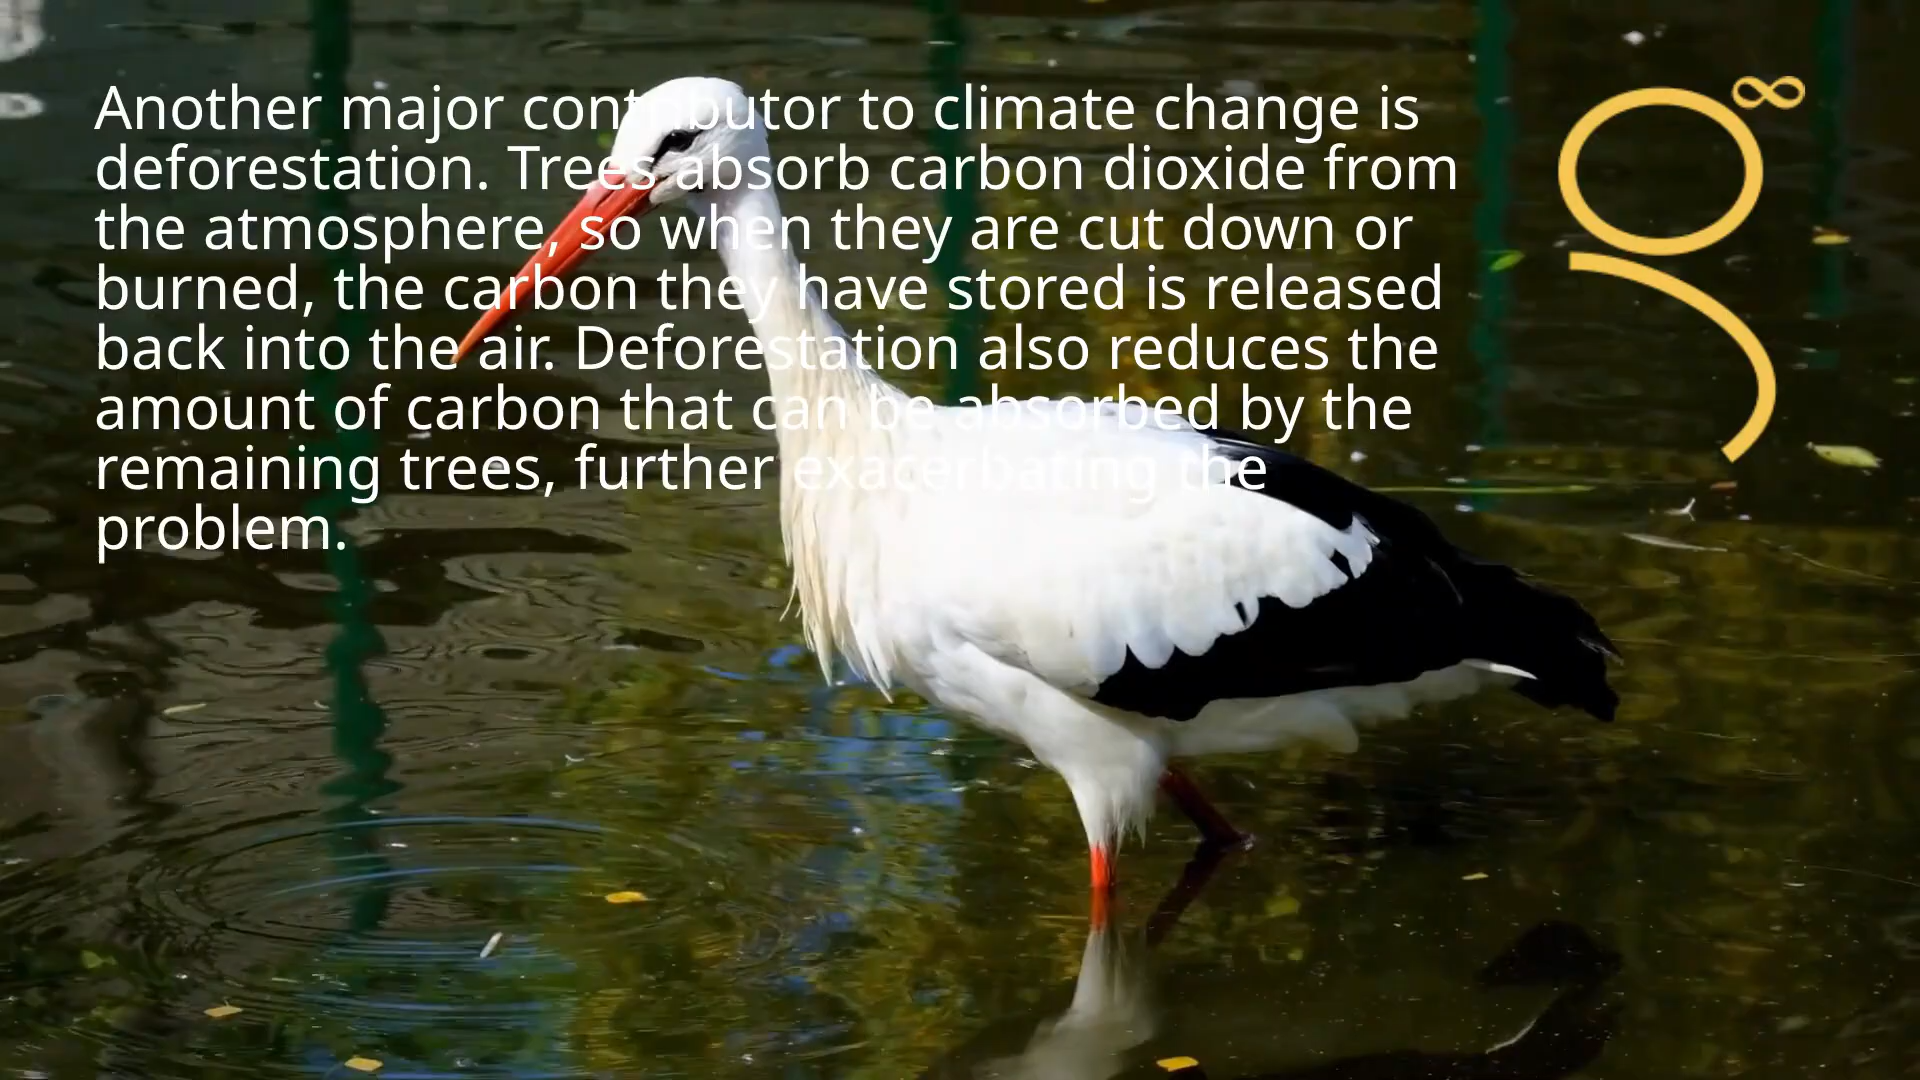 Another major contributor to climate change is
deforestation. Trees absorb carbon dioxide from
the atmosphere, so when they are cut down or
burned, the carbon they have stored is released
back into the air. Deforestation also reduces the
amount of carbon that can be absorbed by the
remaining trees, further exacerbating the
problem.